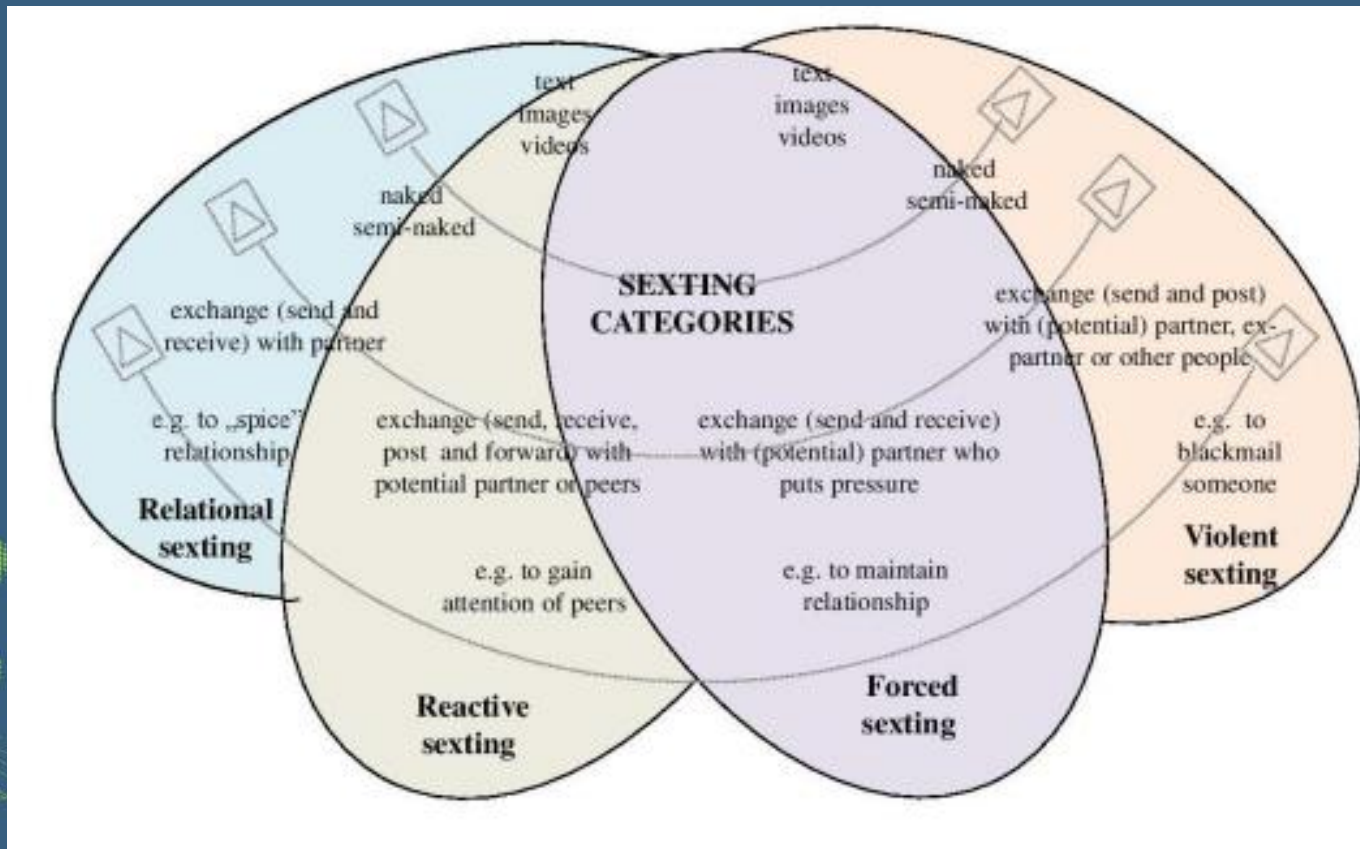 text
images
videos
text
images
videos
naked
semi-naked
naked
semi-naked
SEXTING
CATEGORIES
exchange (send and
receive) with partner
exchange (send and post)
with (potential) partner, ex-
partner or other people
e.g. to „spice”
relationship
exchange (send, receive,
post and forward) with
potential partner or peers
exchange (send and receive)
with (potential) partner who
puts pressure
e.g. to
blackmail
someone
Relational
sexting
Violent
sexting
e.g. to gain
attention of peers
e.g. to maintain
relationship
Reactive
sexting
Forced
sexting